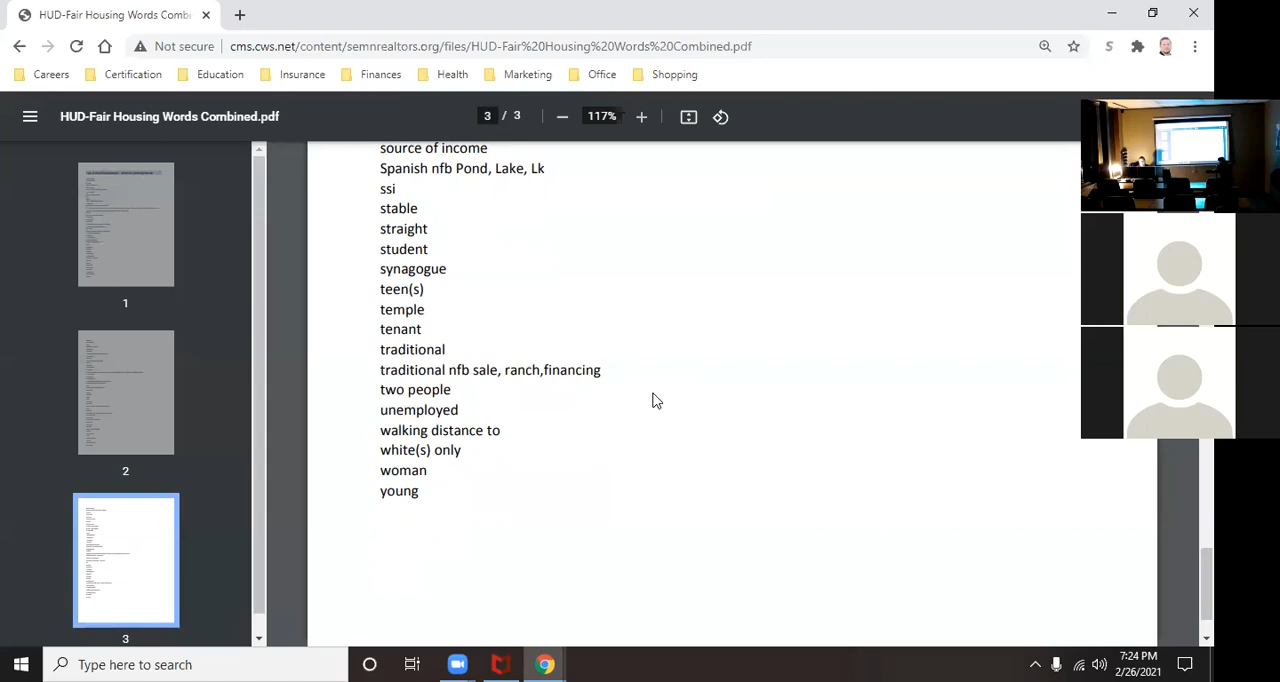 HUD-Fair Housing Words Combi
Not secure
cms.cws.net/content/semnrealtors.org/files/HUD-Fair%20Housing%20Words%20Combined.pdf
Careers Certification Education Insurance Finances Health Marketing Office Shopping
HUD-Fair Housing Words Combined.pdf
3 / 3
117%
source of income
Spanish nfb Pond, Lake, Lk
ssi
stable
straight
student
synagogue
teen(s)
temple
tenant
traditional
traditional nfb sale, ranch,financing
two people
unemployed
walking distance to
white(s) only
woman
young
1
2
3
Type here to search
7:24 PM
2/26/2021